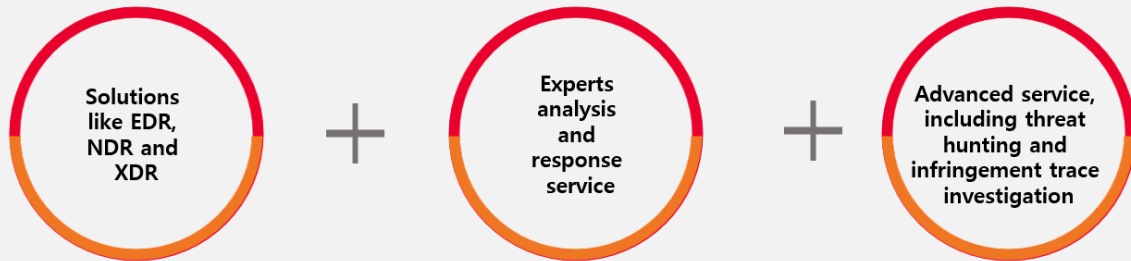 Solutions
like EDR,
NDR and
XDR
Experts
analysis
and
response
service
Advanced service,
including threat
hunting and
infringement trace
investigation